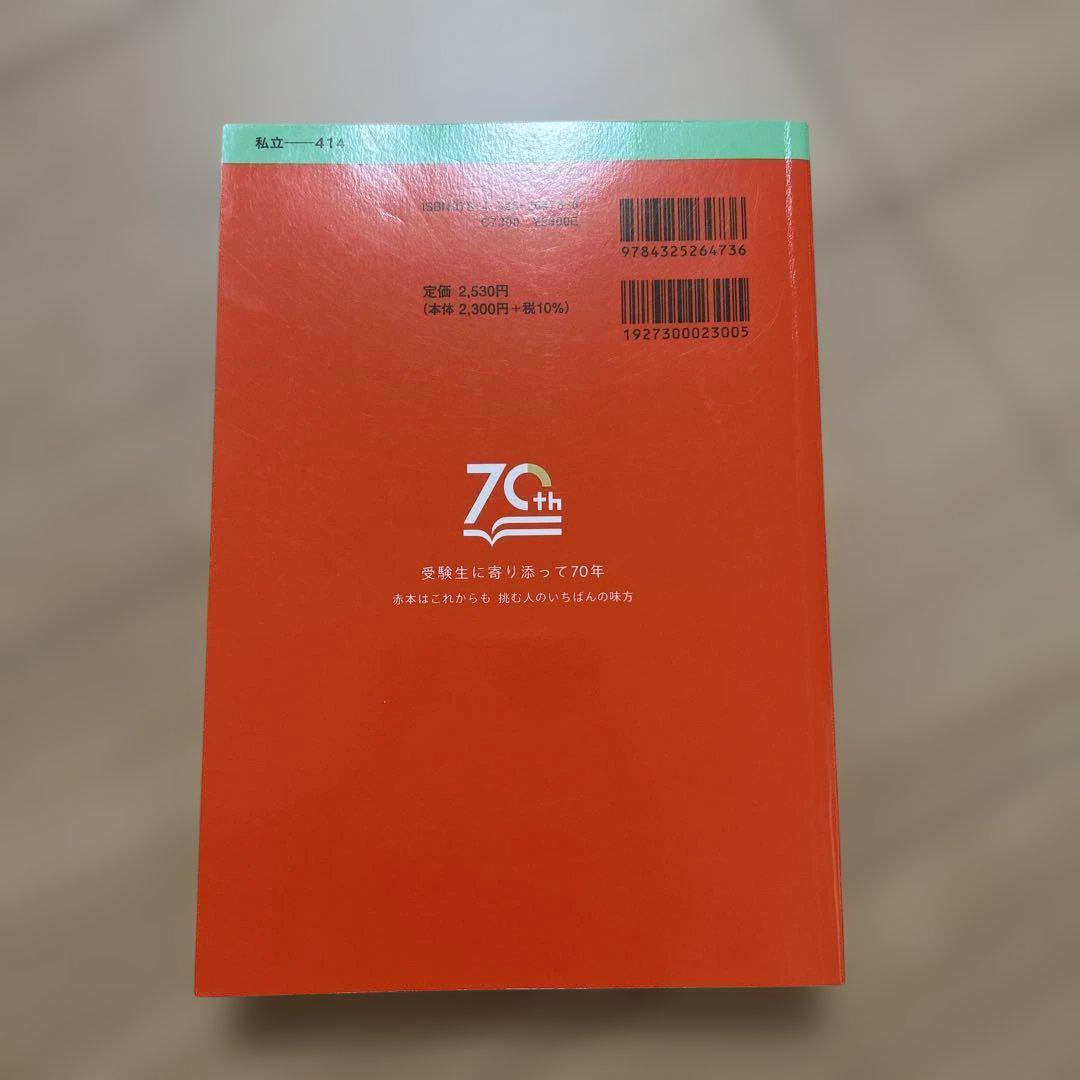 私立――414
9784325264736
定価 2,530円
(本体 2,300円+税10%)
1927300023005
70th
受験生に寄り添って70年
赤本はこれからも 挑む人のいちばんの味方